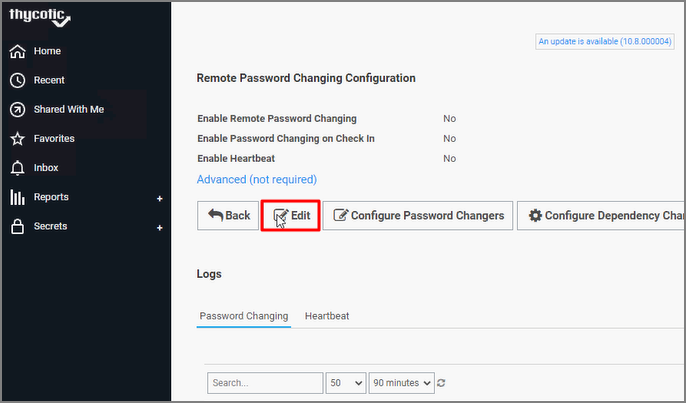 thycotic
An update is available (10.8.000004)
Home
Recent
Shared With Me
Favorites
Inbox
Reports +
Secrets +
Remote Password Changing Configuration
Enable Remote Password Changing No
Enable Password Changing on Check In No
Enable Heartbeat No
Advanced (not required)
Back Edit Configure Password Changers Configure Dependency Cha
Logs
Password Changing Heartbeat
Search... 50 90 minutes